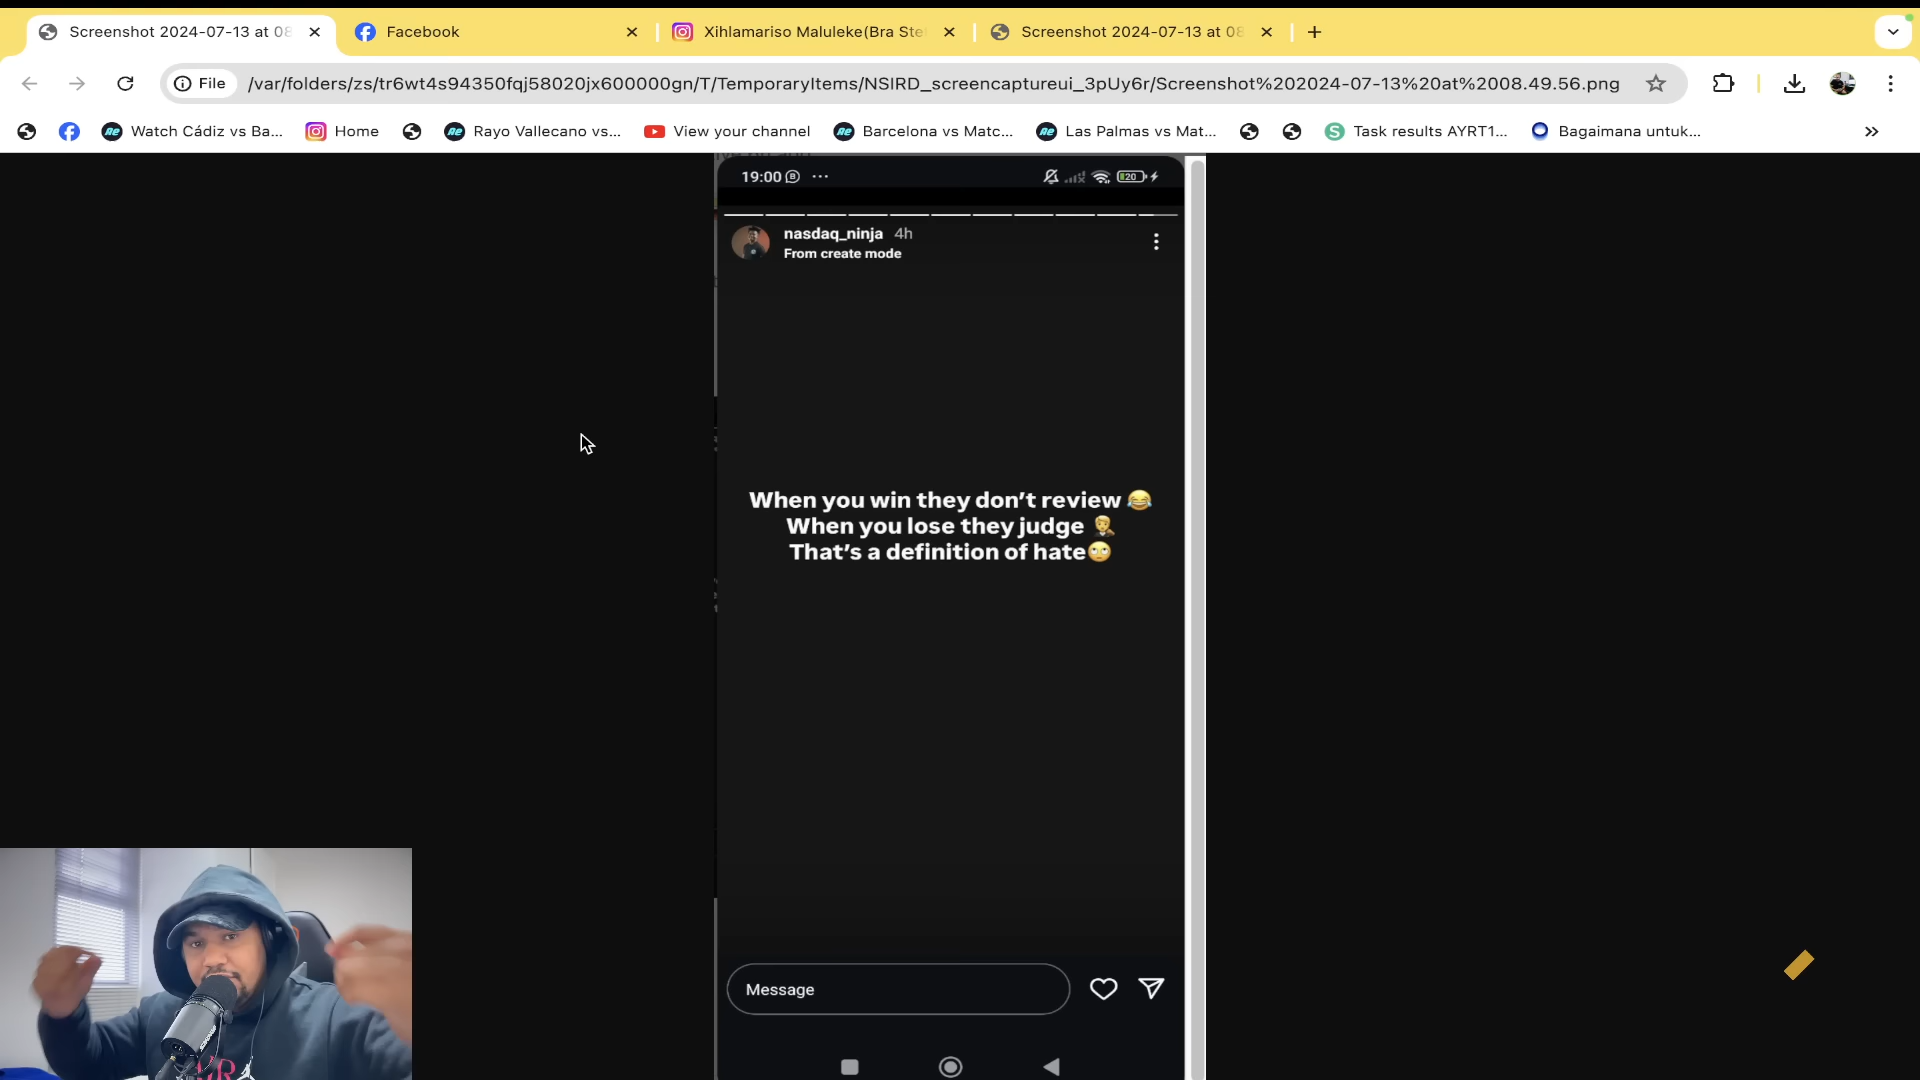 Screenshot 2024-07-13 at 08
Facebook
Xihlamariso Maluleke(Bra Ste
Screenshot 2024-07-13 at 08
File
/var/folders/zs/tr6wt4s94350fqj58020jx600000gn/T/TemporaryItems/NSIRD_screencaptureui_3pUy6r/Screenshot%202024-07-13%20at%2008.49.56.png
Watch Cádiz vs Ba...
Home
Rayo Vallecano vs...
View your channel
Barcelona vs Matc...
Las Palmas vs Mat...
Task results AYRT1...
Bagaimana untuk...
19:00
20
nasdaq_ninja 4h
From create mode
When you win they don't review 😂
When you lose they judge 🤦
That's a definition of hate🙄
Message